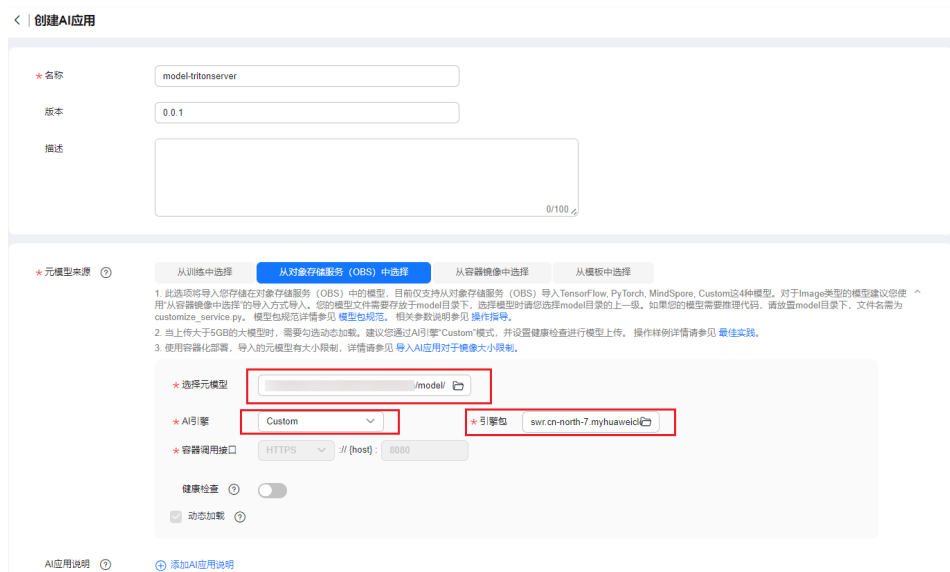 创建AI应用
名称 model-tritonserver
版本 0.0.1
描述
0/100
元模型来源 从训练中选择 从对象存储服务（OBS）中选择 从容器镜像中选择 从模板中选择
1. 此选项将导入您存储在对象存储服务（OBS）中的模型，目前仅支持从对象存储服务（OBS）导入TensorFlow, PyTorch, MindSpore, Custom这4种模型。对于Image类型的模型建议您使
用“从容器镜像中选择”的导入方式导入。您的模型文件需要存放于model目录下，选择模型时请您选择model目录的上一级。如果您的模型需要推理代码，请放置model目录下，文件名需为
customize_service.py。 模型包规范详情参见 模型包规范。 相关参数说明参见 操作指导。
2. 当上传大于5GB的大模型时，需要勾选动态加载。建议您通过AI引擎“Custom”模式，并设置健康检查进行模型上传。 操作样例详情请参见 最佳实践。
3. 使用容器化部署，导入的元模型有大小限制，详情请参见 导入AI应用对于镜像大小限制。
选择元模型 /model/
AI引擎 Custom 引擎包 swr.cn-north-7.myhuaweicl
容器调用接口 HTTPS :// {host} : 8080
健康检查
动态加载
AI应用说明 添加AI应用说明